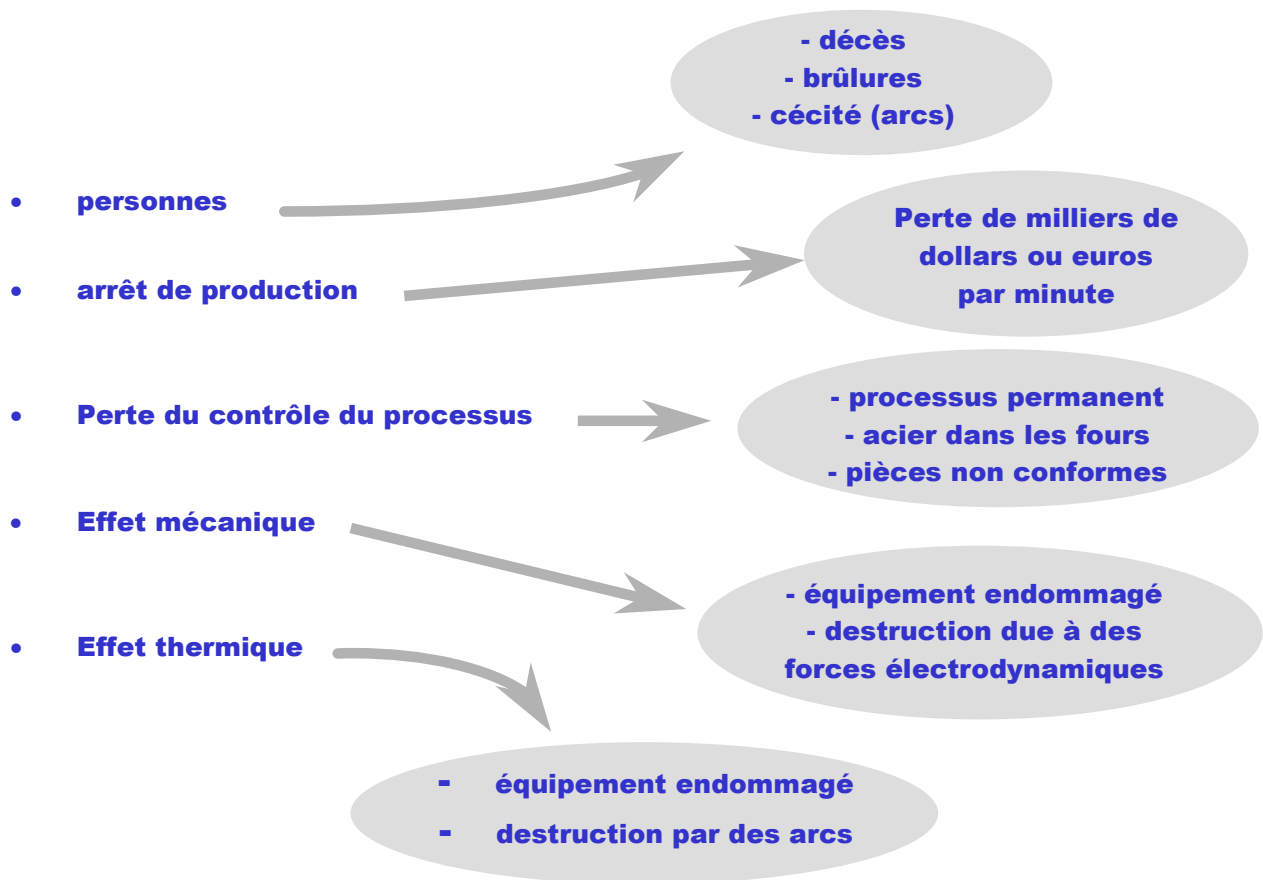 - décès
- brûlures
- cécité (arcs)
• personnes
Perte de milliers de
dollars ou euros
par minute
• arrêt de production
• Perte du contrôle du processus
- processus permanent
- acier dans les fours
- pièces non conformes
• Effet mécanique
- équipement endommagé
- destruction due à des
forces électrodynamiques
• Effet thermique
- équipement endommagé
- destruction par des arcs